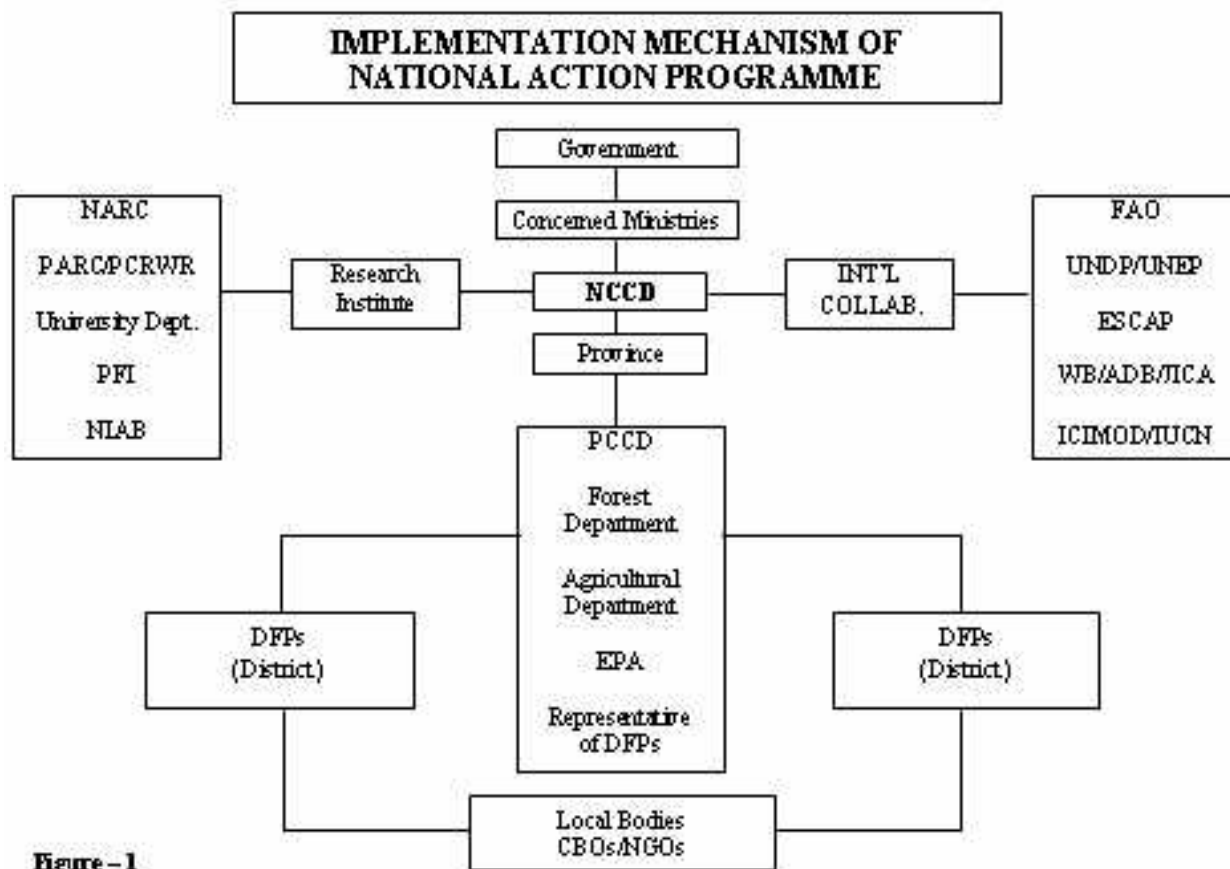 IMPLEMENTATION MECHANISM OF
NATIONAL ACTION PROGRAMME
Government
Concerned Ministries
NARC
PARC/PCRWR
University Dept.
PFI
NIAB
Research
Institute
NCCD
INT'L
COLLAB.
FAO
UNDP/UNEP
ESCAP
WB/ADB/JICA
ICIMOD/IUCN
Province
PCCD
Forest
Department
Agricultural
Department
EPA
Representative
of DFPs
DFPs
(District)
DFPs
(District)
Local Bodies
CBOs/NGOs
Figure – 1